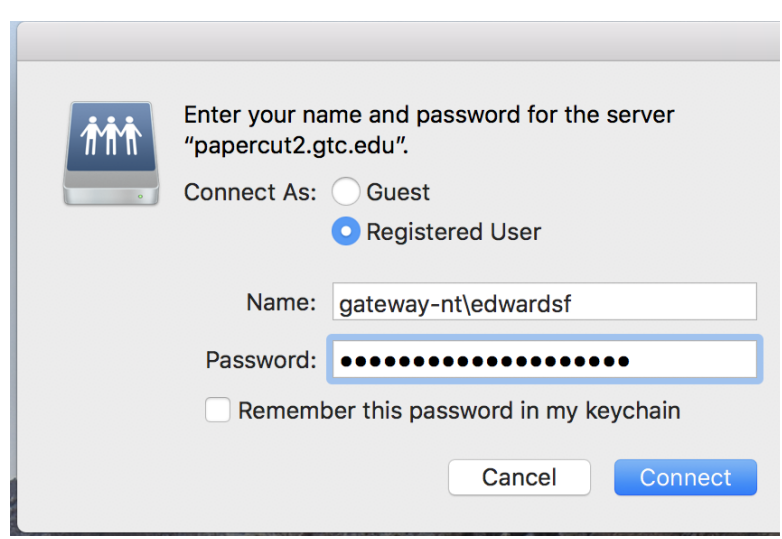 Enter your name and password for the server
“papercut2.gtc.edu”.
Connect As: Guest
Registered User
Name: gateway-nt\edwardsf
Password: ••••••••••••••••••••
Remember this password in my keychain
Cancel Connect